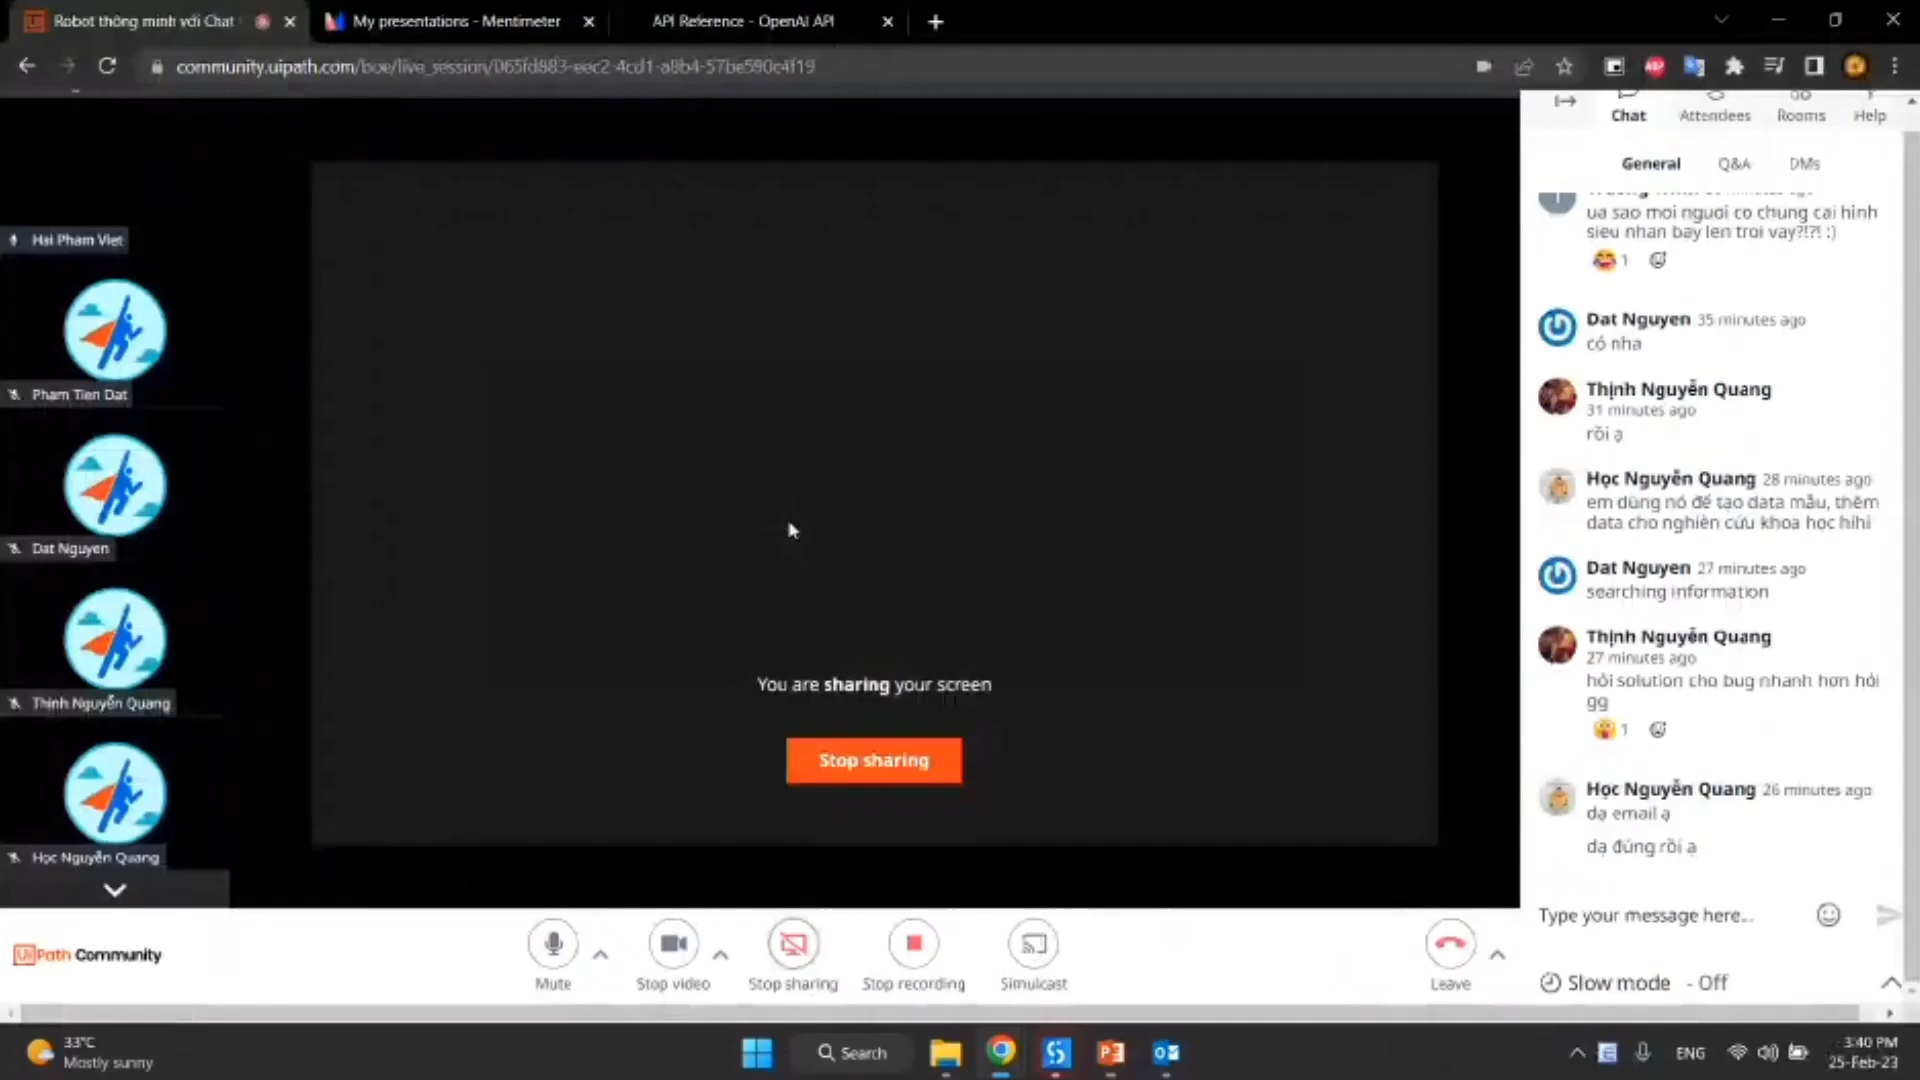 Robot thông minh với Chat
My presentations - Mentimeter
API Reference - OpenAI API
community.uipath.com/boe/live_session/065fd883-eec2-4cd1-a8b4-57be590c4f19
Chat
Attendees
Rooms
Help
General
Q&A
DMs
ua sao moi nguoi co chung cai hinh
sieu nhan bay len troi vay?!?! :)
1
Dat Nguyen 35 minutes ago
có nha
Thịnh Nguyễn Quang
31 minutes ago
rồi ạ
Học Nguyễn Quang 28 minutes ago
em dùng nó để tạo data mẫu, thêm
data cho nghiên cứu khoa học hihi
Dat Nguyen 27 minutes ago
searching information
Thịnh Nguyễn Quang
27 minutes ago
hỏi solution cho bug nhanh hơn hỏi
gg
1
Học Nguyễn Quang 26 minutes ago
dạ email ạ
dạ đúng rồi ạ
Type your message here...
Slow mode - Off
Hai Pham Viet
Pham Tien Dat
Dat Nguyen
Thịnh Nguyễn Quang
Học Nguyễn Quang
You are sharing your screen
Stop sharing
UiPath Community
Mute
Stop video
Stop sharing
Stop recording
Simulcast
Leave
33°C
Mostly sunny
Search
ENG
3:40 PM
25-Feb-23